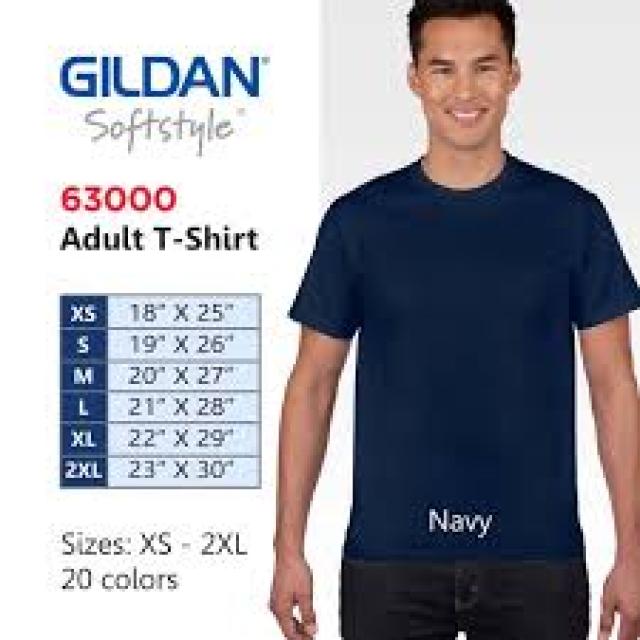 GILDAN®
Softstyle®
63000
Adult T-Shirt
XS 18" X 25"
S 19" X 26"
M 20" X 27"
L 21" X 28"
XL 22" X 29"
2XL 23" X 30"
Sizes: XS - 2XL
20 colors
Navy